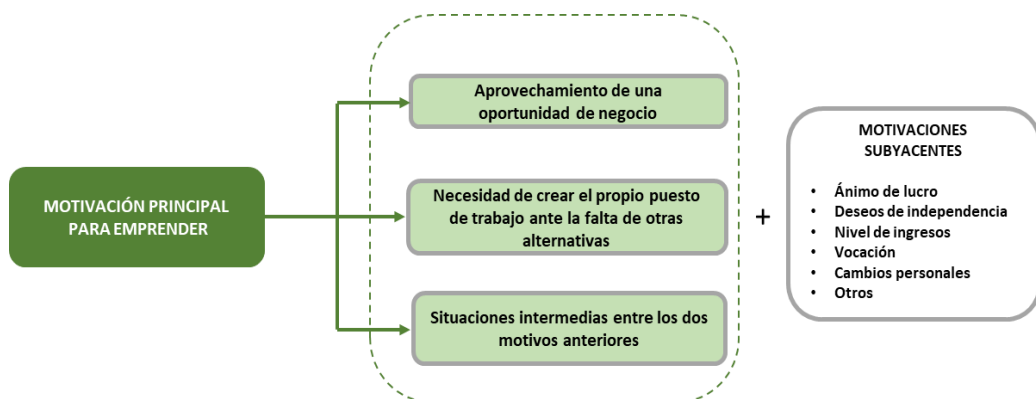 MOTIVACIÓN PRINCIPAL
PARA EMPRENDER
Aprovechamiento de una
oportunidad de negocio
Necesidad de crear el propio puesto
de trabajo ante la falta de otras
alternativas
Situaciones intermedias entre los dos
motivos anteriores
+
MOTIVACIONES
SUBYACENTES
• Ánimo de lucro
• Deseos de independencia
• Nivel de ingresos
• Vocación
• Cambios personales
• Otros